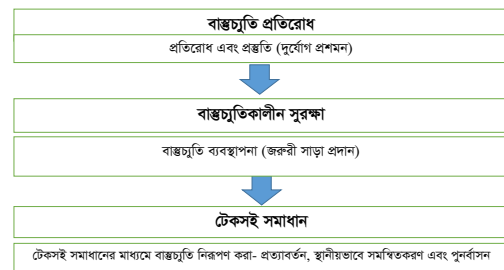 বাস্তুচ্যুতি প্রতিরোধ
প্রতিরোধ এবং প্রস্তুতি (দুর্যোগ প্রশমন)
বাস্তুচ্যুতিকালীন সুরক্ষা
বাস্তুচ্যুতি ব্যবস্থাপনা (জরুরী সাড়া প্রদান)
টেকসই সমাধান
টেকসই সমাধানের মাধ্যমে বাস্তুচ্যুতি নিরূপণ করা- প্রত্যাবর্তন, স্থানীয়ভাবে সমন্বিতকরণ এবং পুনর্বাসন